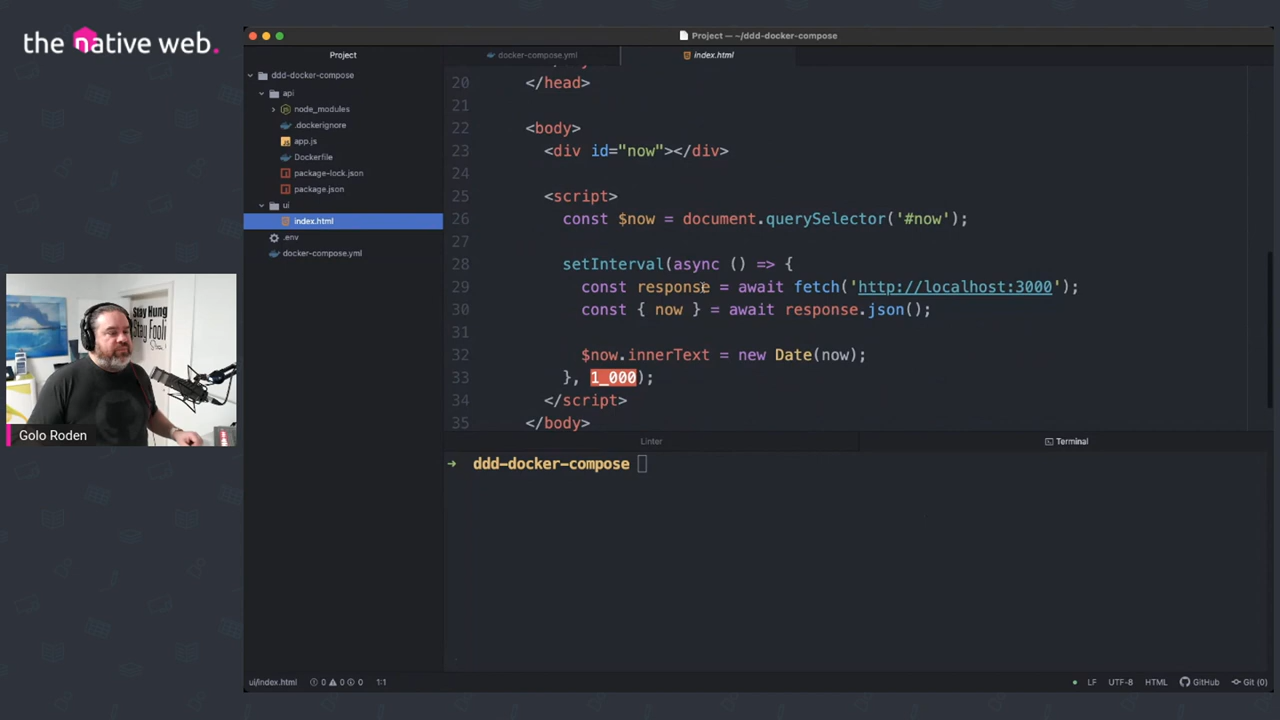 the native web.
Project — ~/ddd-docker-compose
Project
docker-compose.yml
index.html
ddd-docker-compose
api
node_modules
.dockerignore
app.js
Dockerfile
package-lock.json
package.json
ui
index.html
.env
docker-compose.yml
20 </head>
21
22 <body>
23 <div id="now"></div>
24
25 <script>
26 const $now = document.querySelector('#now');
27
28 setInterval(async () => {
29 const response = await fetch('http://localhost:3000');
30 const { now } = await response.json();
31
32 $now.innerText = new Date(now);
33 }, 1_000);
34 </script>
35 </body>
Linter
Terminal
→ ddd-docker-compose
Stay Hung
Stay Fooli
Golo Roden
ui/index.html 0 0 0 1:1
LF UTF-8 HTML GitHub Git (0)